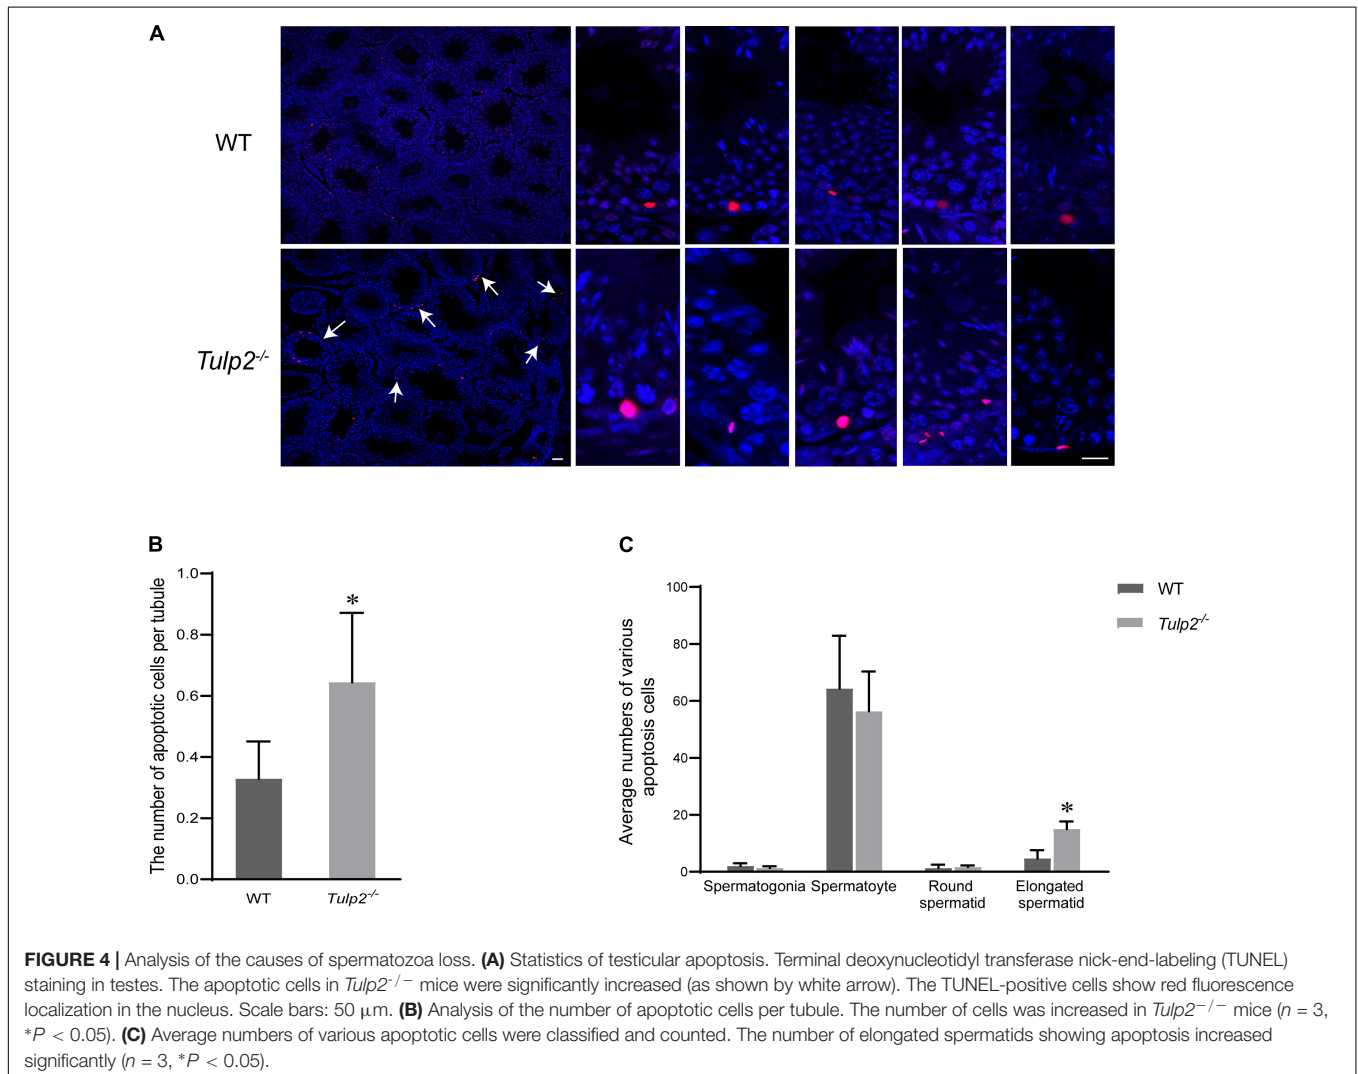 A
WT
Tulp2-/-
B
The number of apoptotic cells per tubule
1.0
0.8
0.6
0.4
0.2
0.0
*
WT
Tulp2-/-
C
Average numbers of various
apoptosis cells
100
80
60
40
20
0
*
Spermatogonia
Spermatoyte
Round
spermatid
Elongated
spermatid
WT
Tulp2-/-
FIGURE 4 | Analysis of the causes of spermatozoa loss. (A) Statistics of testicular apoptosis. Terminal deoxynucleotidyl transferase nick-end-labeling (TUNEL)
staining in testes. The apoptotic cells in Tulp2-/- mice were significantly increased (as shown by white arrow). The TUNEL-positive cells show red fluorescence
localization in the nucleus. Scale bars: 50 μm. (B) Analysis of the number of apoptotic cells per tubule. The number of cells was increased in Tulp2−/− mice (n = 3,
*P < 0.05). (C) Average numbers of various apoptotic cells were classified and counted. The number of elongated spermatids showing apoptosis increased
significantly (n = 3, *P < 0.05).